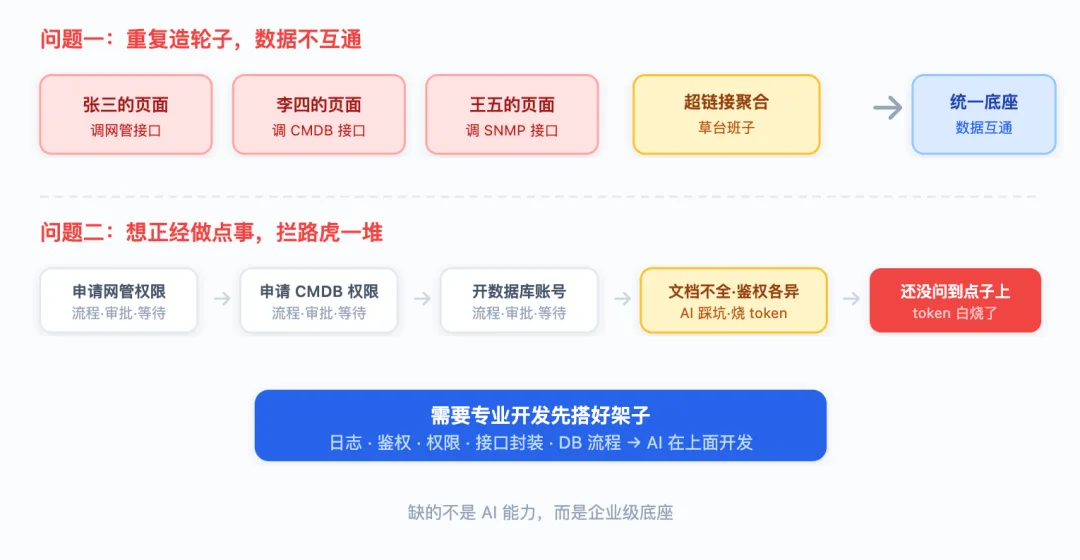 问题一：重复造轮子，数据不互通
张三的页面
调网管接口
李四的页面
调 CMDB 接口
王五的页面
调 SNMP 接口
超链接聚合
草台班子
→
统一底座
数据互通
问题二：想正经做点事，拦路虎一堆
申请网管权限
流程·审批·等待
→
申请 CMDB 权限
流程·审批·等待
→
开数据库账号
流程·审批·等待
→
文档不全·鉴权各异
AI 踩坑·烧 token
→
还没问到点子上
token 白烧了
需要专业开发先搭好架子
日志 · 鉴权 · 权限 · 接口封装 · DB 流程 → AI 在上面开发
缺的不是 AI 能力，而是企业级底座